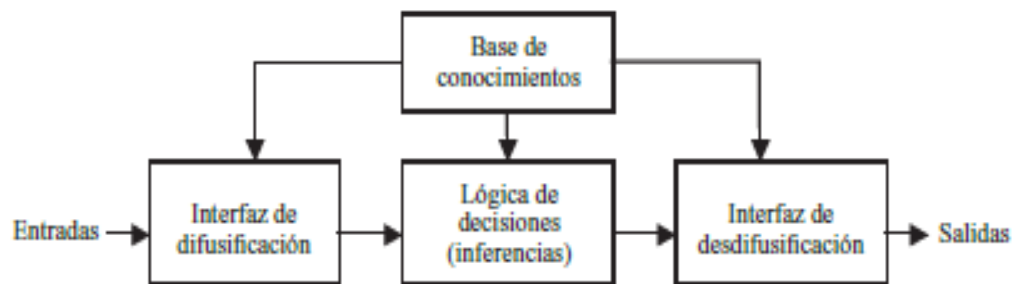 Base de
conocimientos
Entradas
Interfaz de
difusificación
Lógica de
decisiones
(inferencias)
Interfaz de
desdifusificación
Salidas